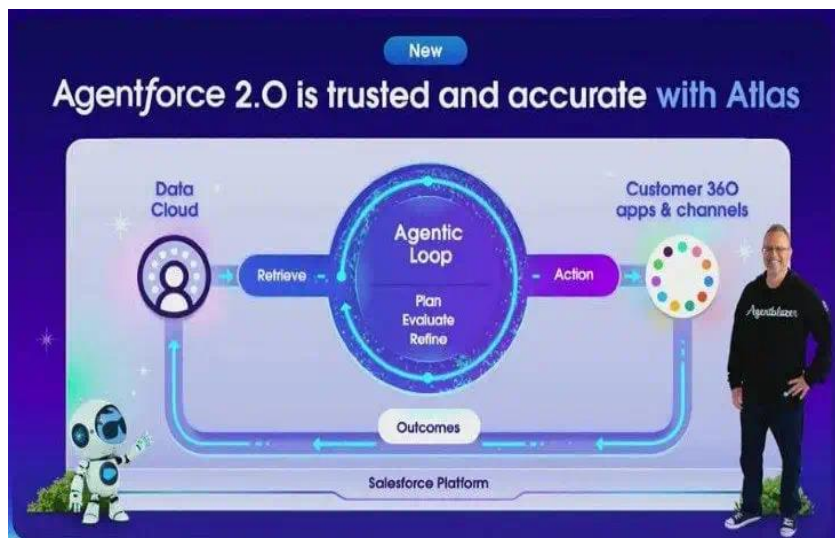 New
Agentforce 2.0 is trusted and accurate with Atlas
Data
Cloud
Retrieve
Agentic
Loop
Plan
Evaluate
Refine
Action
Customer 360
apps & channels
Agentblazer
Outcomes
Salesforce Platform